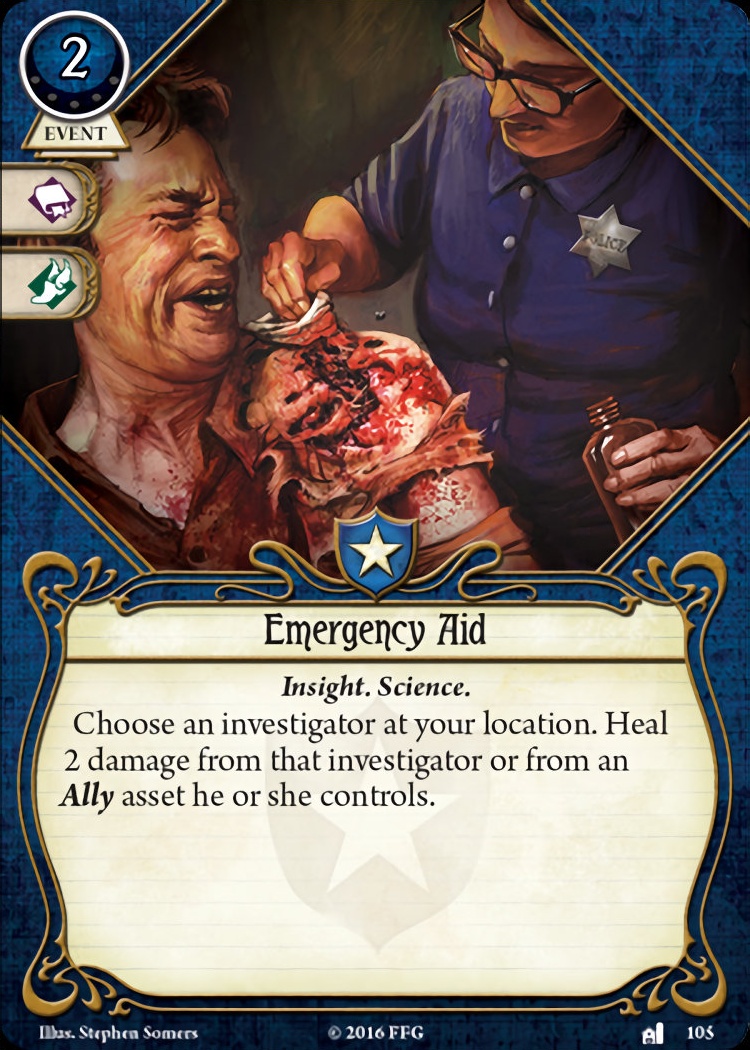 2
EVENT
POLICE
Emergency Aid
Insight. Science.
Choose an investigator at your location. Heal
2 damage from that investigator or from an
Ally asset he or she controls.
Illus. Stephen Somers
© 2016 FFG
105